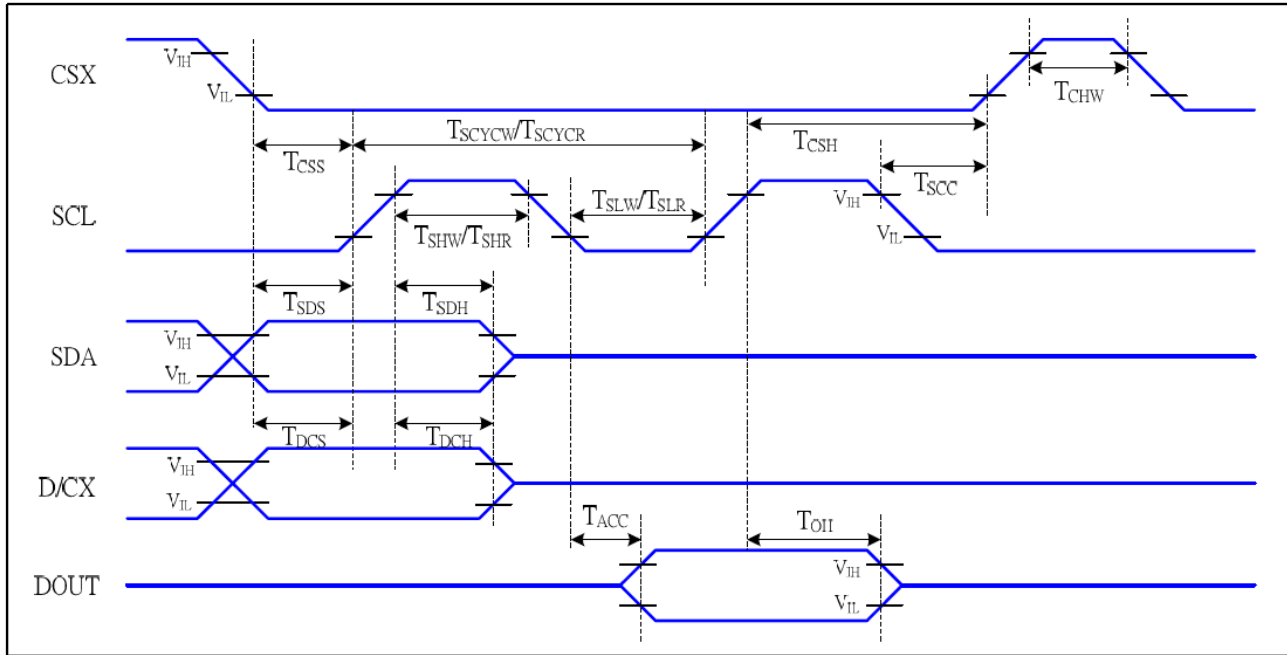 CSX
VIH
VIL
TCHW
TSCYCW/TSCYCR
TCSS
TCSH
TSCC
SCL
TSLW/TSLR
VIH
TSHW/TSHR
VIL
TSDS
TSDH
SDA
VIH
VIL
TDCS
TDCH
D/CX
VIH
VIL
TACC
TOH
DOUT
VIH
VIL